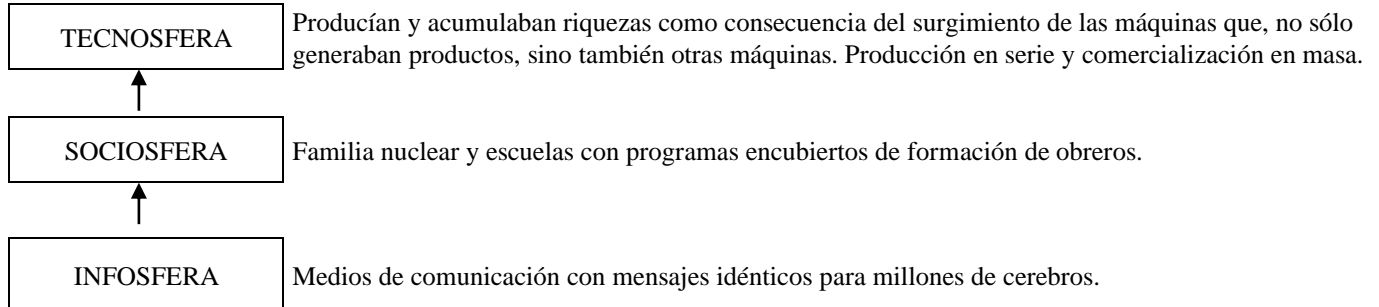 TECNOSFERA
Producían y acumulaban riquezas como consecuencia del surgimiento de las máquinas que, no sólo
generaban productos, sino también otras máquinas. Producción en serie y comercialización en masa.
SOCIOSFERA
Familia nuclear y escuelas con programas encubiertos de formación de obreros.
INFOSFERA
Medios de comunicación con mensajes idénticos para millones de cerebros.